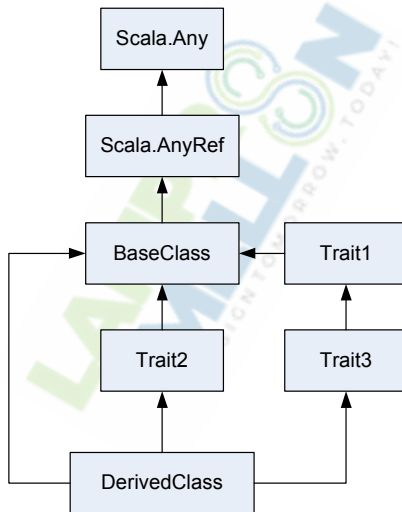 Scala.Any
Scala.AnyRef
BaseClass
Trait1
Trait2
Trait3
DerivedClass